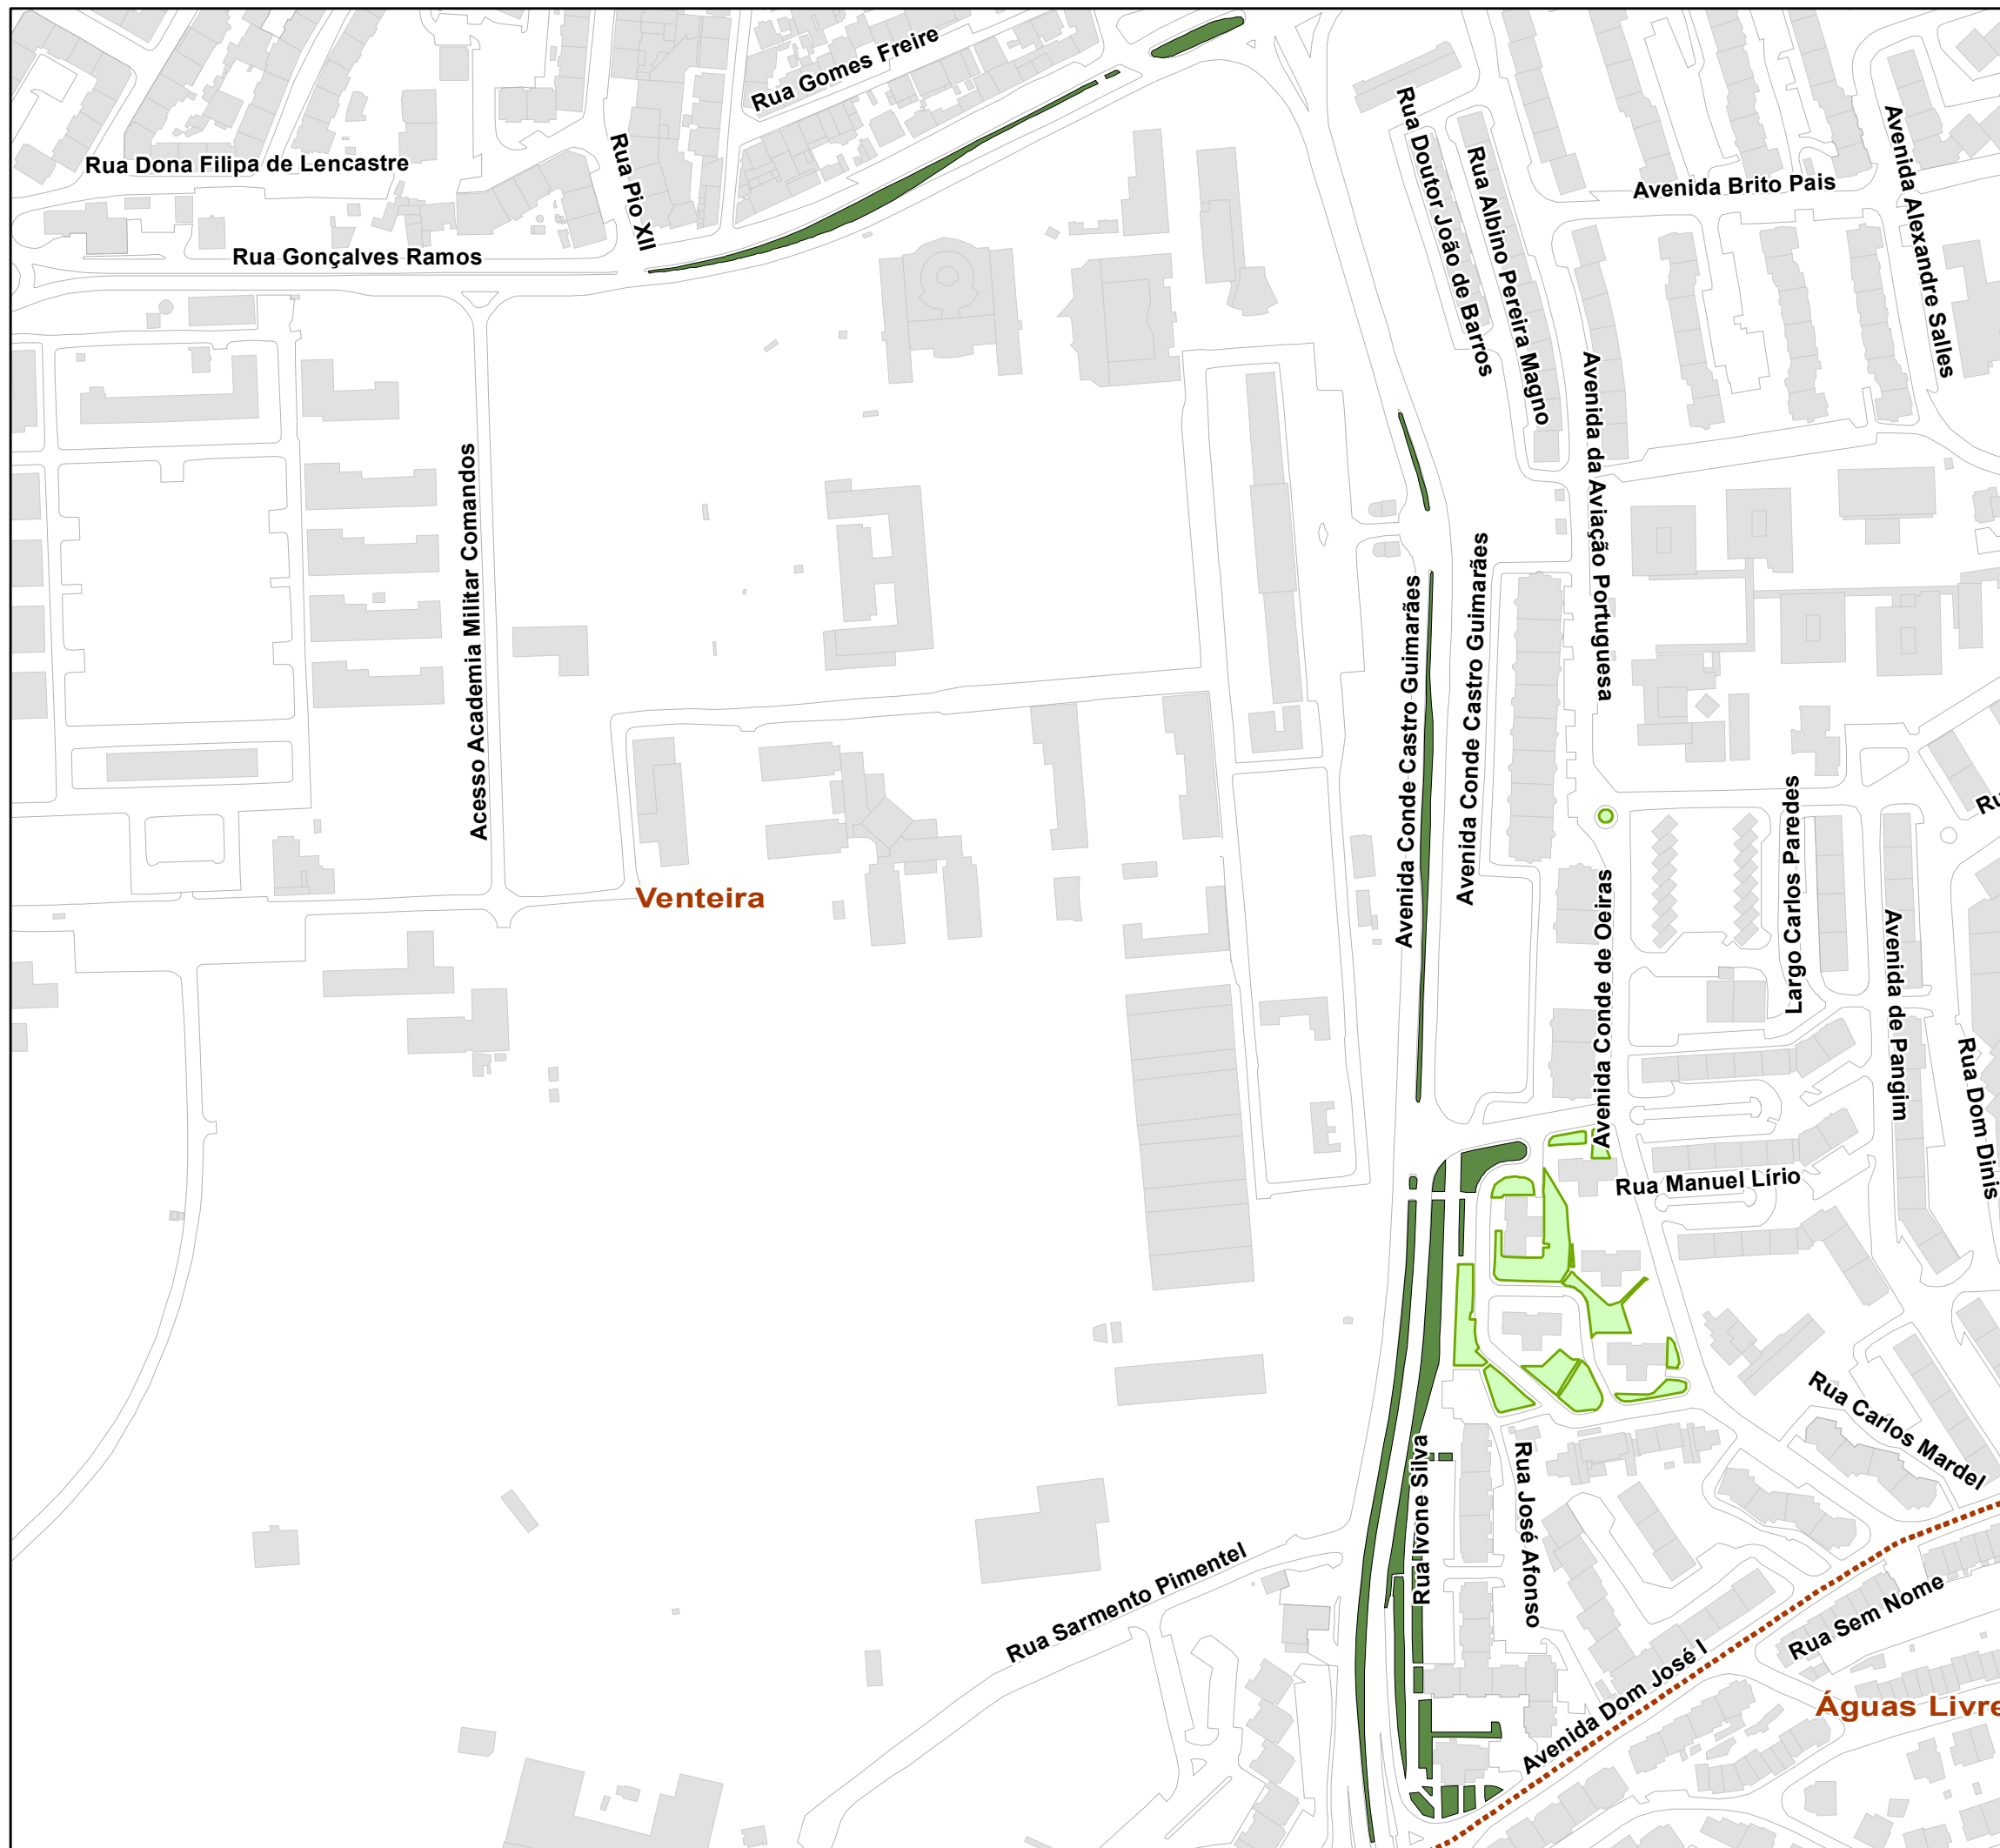 Rua Gomes Freire
Rua Dona Filipa de Lencastre
Rua Pio XII
Rua Gonçalves Ramos
Rua Doutor João de Barros
Rua Albino Pereira Magno
Avenida Brito Pais
Avenida Alexandre Salles
Avenida da Aviação Portuguesa
Acesso Academia Militar Comandos
Avenida Conde Castro Guimarães
Avenida Conde Castro Guimarães
Venteira
Largo Carlos Paredes
Ru
Avenida Conde de Oeiras
Avenida de Pangim
Rua Dom Dinis
Rua Manuel Lírio
Rua Carlos Mardel
Rua Ivone Silva
Rua José Afonso
Rua Sarmento Pimentel
Rua Sem Nome
Avenida Dom José I
Águas Livre